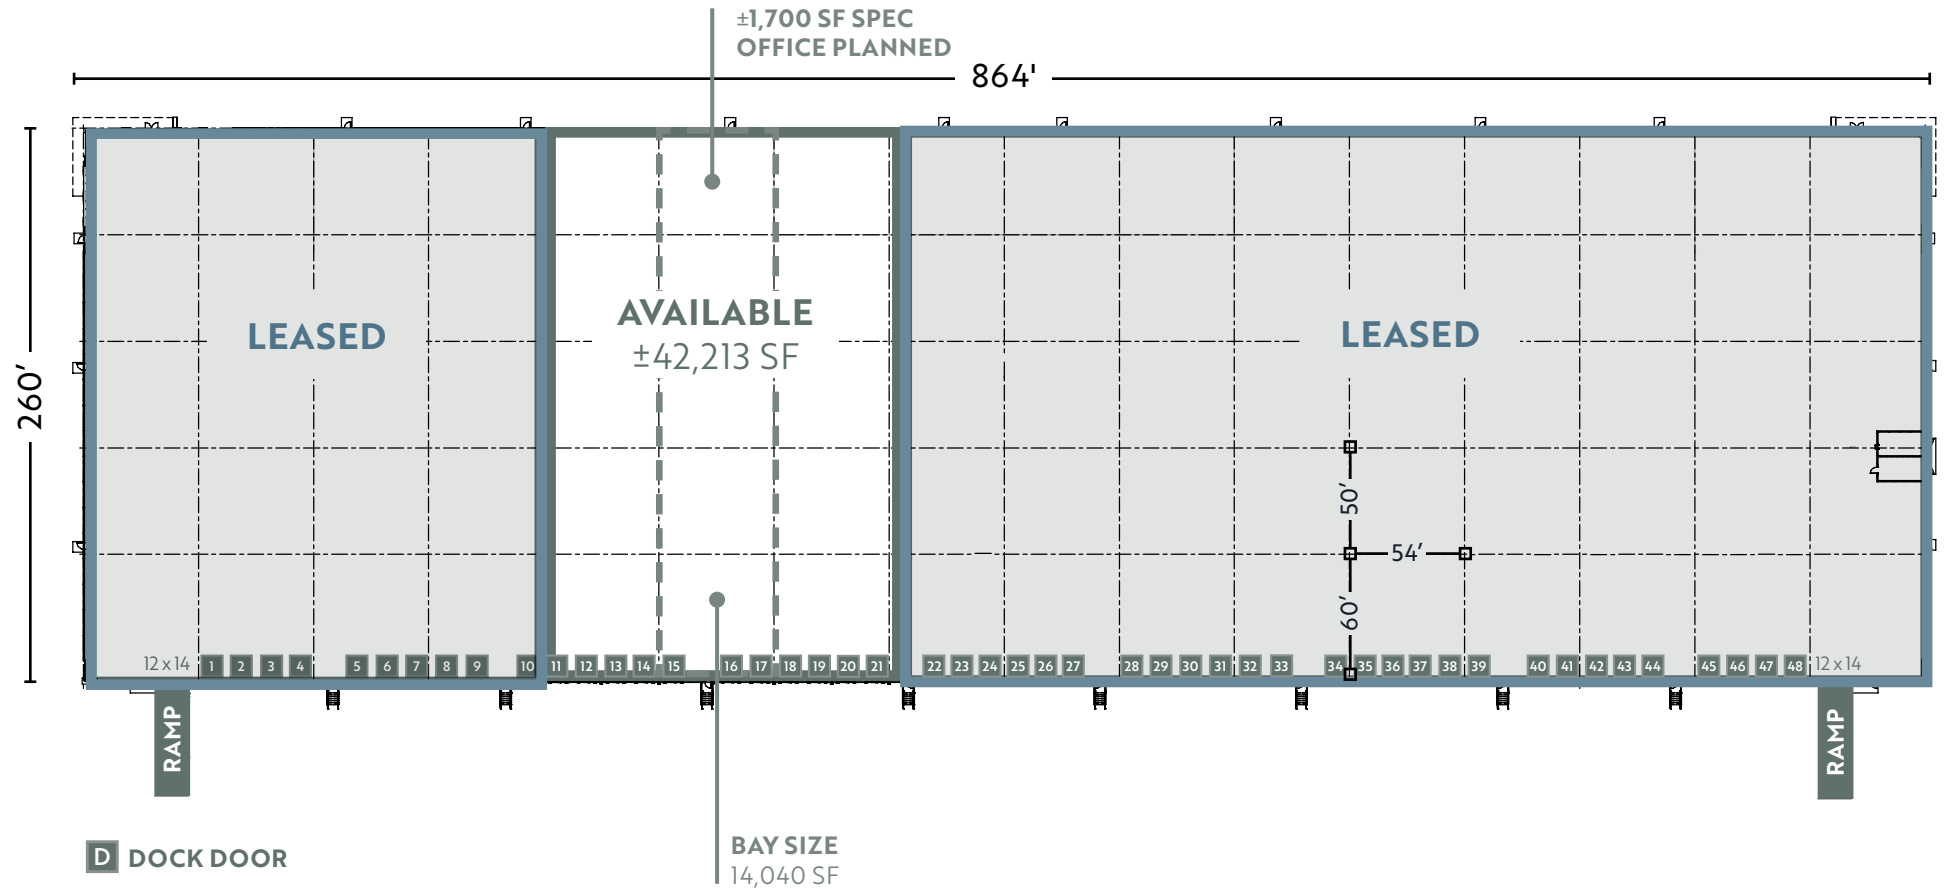 ±1,700 SF SPEC
OFFICE PLANNED
864'
260’
LEASED
AVAILABLE
±42,213 SF
LEASED
50’
54’
60’
12 x 14 1 2 3 4 5 6 7 8 9 10 11 12 13 14 15 16 17 18 19 20 21 22 23 24 25 26 27 28 29 30 31 32 33 34 35 36 37 38 39 40 41 42 43 44 45 46 47 48 12 x 14
RAMP
RAMP
D DOCK DOOR
BAY SIZE
14,040 SF